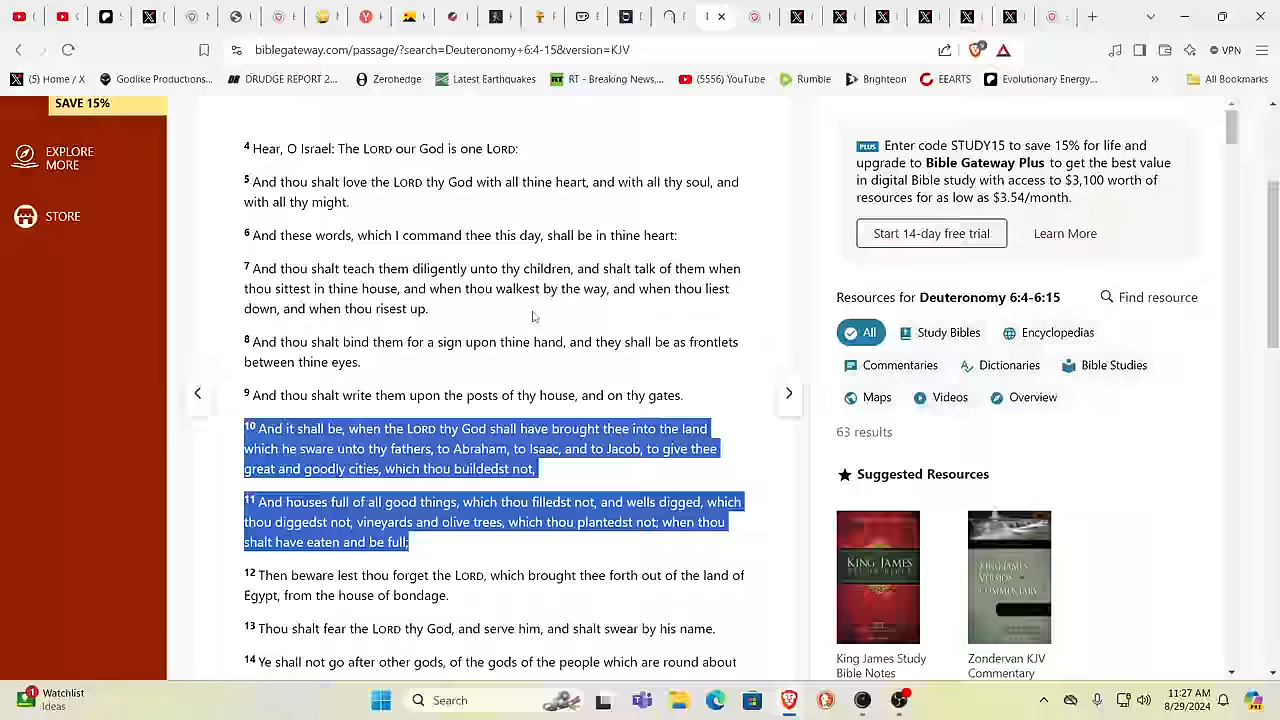 biblegateway.com/passage/?search=Deuteronomy+6:4-15&version=KJV
VPN
(5) Home / X
Godlike Productions...
DRUDGE REPORT 2...
Zerohedge
Latest Earthquakes
RT - Breaking News,...
(5556) YouTube
Rumble
Brighteon
EEARTS
Evolutionary Energy...
»
All Bookmarks
SAVE 15%
EXPLORE
MORE
STORE
4 Hear, O Israel: The LORD our God is one LORD:
5 And thou shalt love the LORD thy God with all thine heart, and with all thy soul, and
with all thy might.
6 And these words, which I command thee this day, shall be in thine heart:
7 And thou shalt teach them diligently unto thy children, and shalt talk of them when
thou sittest in thine house, and when thou walkest by the way, and when thou liest
down, and when thou risest up.
8 And thou shalt bind them for a sign upon thine hand, and they shall be as frontlets
between thine eyes.
9 And thou shalt write them upon the posts of thy house, and on thy gates.
10 And it shall be, when the LORD thy God shall have brought thee into the land
which he sware unto thy fathers, to Abraham, to Isaac, and to Jacob, to give thee
great and goodly cities, which thou buildedst not,
11 And houses full of all good things, which thou filledst not, and wells digged, which
thou diggedst not, vineyards and olive trees, which thou plantedst not; when thou
shalt have eaten and be full;
12 Then beware lest thou forget the LORD, which brought thee forth out of the land of
Egypt, from the house of bondage.
13 Thou shalt fear the LORD thy God, and serve him, and shalt swear by his name.
14 Ye shall not go after other gods, of the gods of the people which are round about
PLUS Enter code STUDY15 to save 15% for life and
upgrade to Bible Gateway Plus to get the best value
in digital Bible study with access to $3,100 worth of
resources for as low as $3.54/month.
Start 14-day free trial
Learn More
Resources for Deuteronomy 6:4-6:15
Find resource
All
Study Bibles
Encyclopedias
Commentaries
Dictionaries
Bible Studies
Maps
Videos
Overview
63 results
Suggested Resources
KING JAMES
King James Study
Bible Notes
Zondervan KJV
Commentary
1
Watchlist
Ideas
Search
11:27 AM
8/29/2024